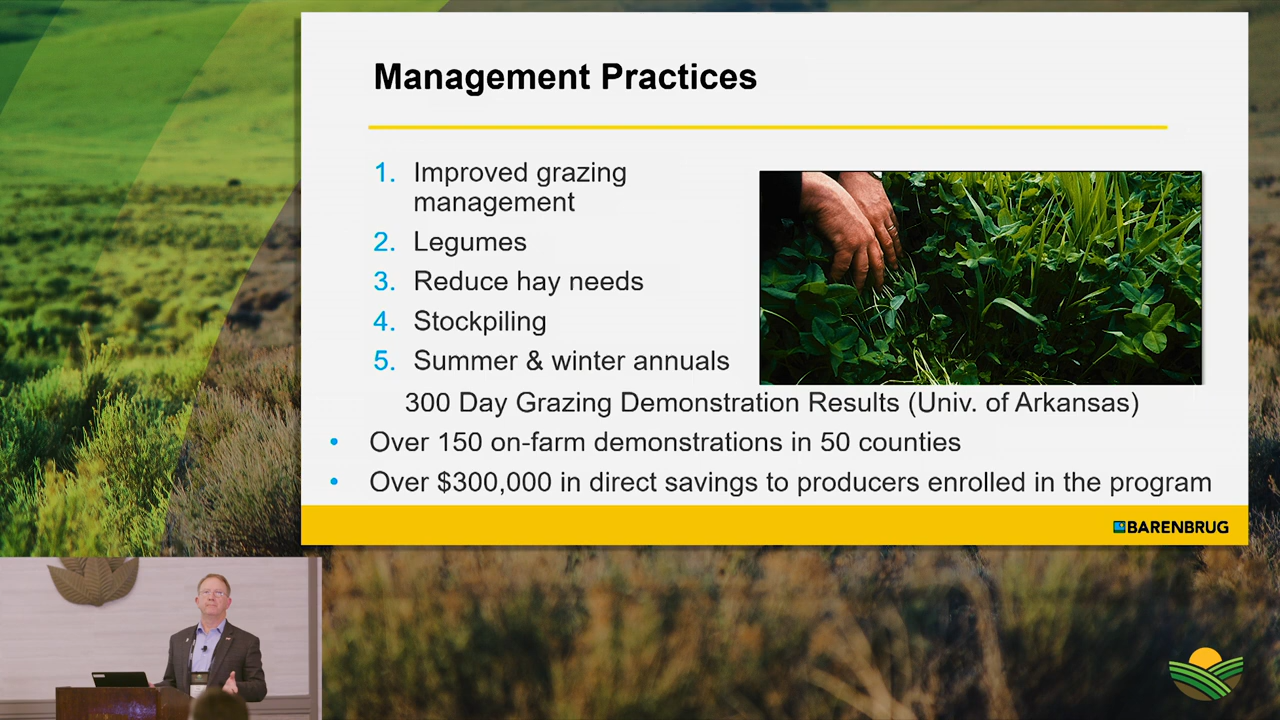 Management Practices
1. Improved grazing
management
2. Legumes
3. Reduce hay needs
4. Stockpiling
5. Summer & winter annuals
300 Day Grazing Demonstration Results (Univ. of Arkansas)
• Over 150 on-farm demonstrations in 50 counties
• Over $300,000 in direct savings to producers enrolled in the program
BARENBRUG